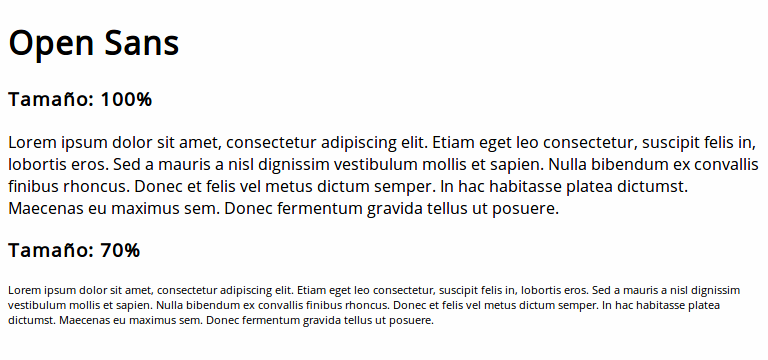 Open Sans
Tamaño: 100%
Lorem ipsum dolor sit amet, consectetur adipiscing elit. Etiam eget leo consectetur, suscipit felis in,
lobortis eros. Sed a mauris a nisl dignissim vestibulum mollis et sapien. Nulla bibendum ex convallis
finibus rhoncus. Donec et felis vel metus dictum semper. In hac habitasse platea dictumst.
Maecenas eu maximus sem. Donec fermentum gravida tellus ut posuere.
Tamaño: 70%
Lorem ipsum dolor sit amet, consectetur adipiscing elit. Etiam eget leo consectetur, suscipit felis in, lobortis eros. Sed a mauris a nisl dignissim
vestibulum mollis et sapien. Nulla bibendum ex convallis finibus rhoncus. Donec et felis vel metus dictum semper. In hac habitasse platea
dictumst. Maecenas eu maximus sem. Donec fermentum gravida tellus ut posuere.